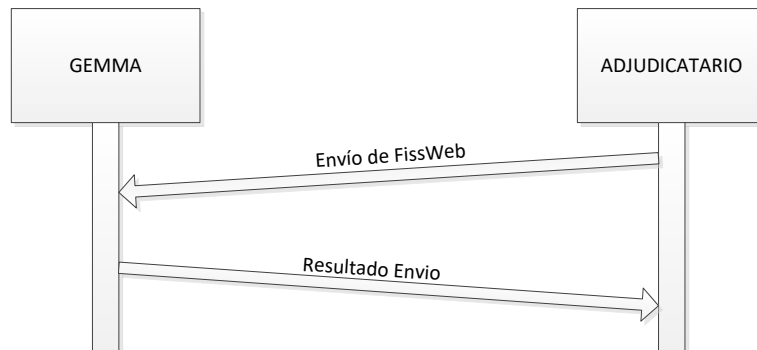 GEMMA
ADJUDICATARIO
Envío de FissWeb
Resultado Envio